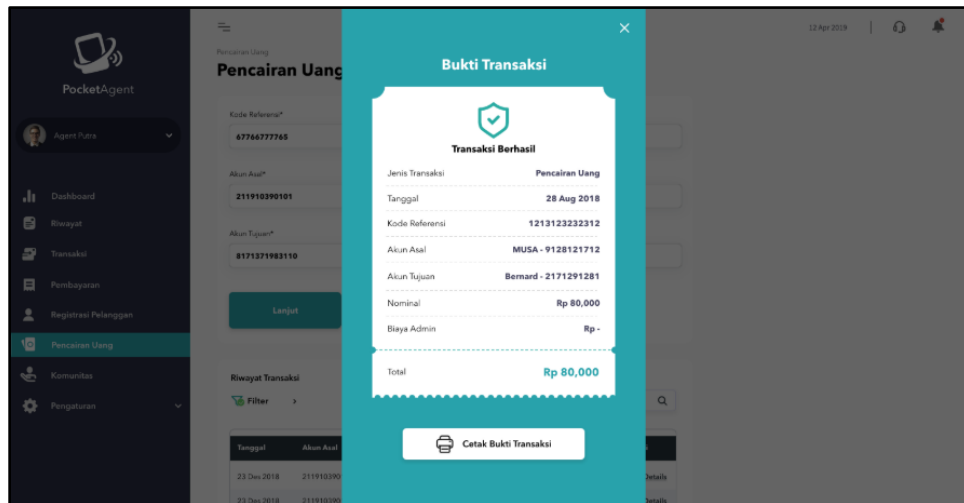 PocketAgent
Agent Putra
Dashboard
Riwayat
Transaksi
Pembayaran
Registrasi Pelanggan
Pencairan Uang
Komunitas
Pengaturan
12 Apr 2019
Pencairan Uang
Pencairan Uang
Kode Referensi*
67766777765
Akun Asal*
211910390101
Akun Tujuan*
8171371983110
Lanjut
Riwayat Transaksi
Filter
Tanggal Akun Asal
23 Des 2018 211910390
Details
23 Des 2018 211910390
Details
Bukti Transaksi
Transaksi Berhasil
Jenis Transaksi Pencairan Uang
Tanggal 28 Aug 2018
Kode Referensi 1213123232312
Akun Asal MUSA - 9128121712
Akun Tujuan Bernard - 2171291281
Nominal Rp 80,000
Biaya Admin Rp -
Total Rp 80,000
Cetak Bukti Transaksi